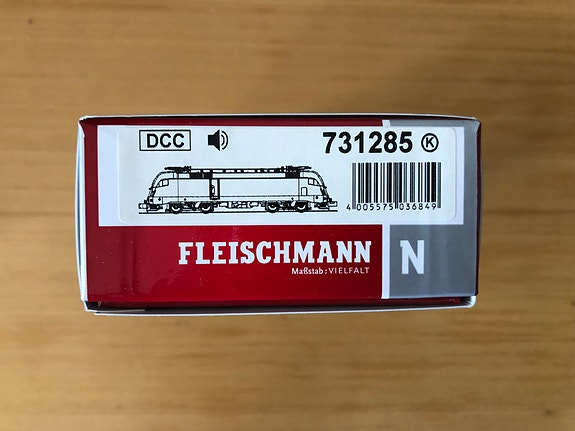 DCC 731285 Ⓚ
4 005575 036849
FLEISCHMANN N
Maßstab : VIELFALT